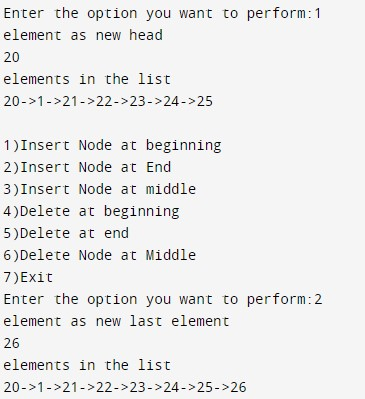 Enter the option you want to perform:1
element as new head
20
elements in the list
20->1->21->22->23->24->25
1)Insert Node at beginning
2)Insert Node at End
3)Insert Node at middle
4)Delete at beginning
5)Delete at end
6)Delete Node at Middle
7)Exit
Enter the option you want to perform:2
element as new last element
26
elements in the list
20->1->21->22->23->24->25->26